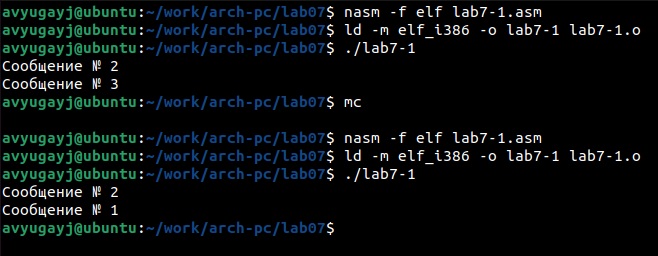 avyugayj@ubuntu:~/work/arch-pc/lab07$ nasm -f elf lab7-1.asm
avyugayj@ubuntu:~/work/arch-pc/lab07$ ld -m elf_i386 -o lab7-1 lab7-1.o
avyugayj@ubuntu:~/work/arch-pc/lab07$ ./lab7-1
Сообщение № 2
Сообщение № 3
avyugayj@ubuntu:~/work/arch-pc/lab07$ mc
avyugayj@ubuntu:~/work/arch-pc/lab07$ nasm -f elf lab7-1.asm
avyugayj@ubuntu:~/work/arch-pc/lab07$ ld -m elf_i386 -o lab7-1 lab7-1.o
avyugayj@ubuntu:~/work/arch-pc/lab07$ ./lab7-1
Сообщение № 2
Сообщение № 1
avyugayj@ubuntu:~/work/arch-pc/lab07$